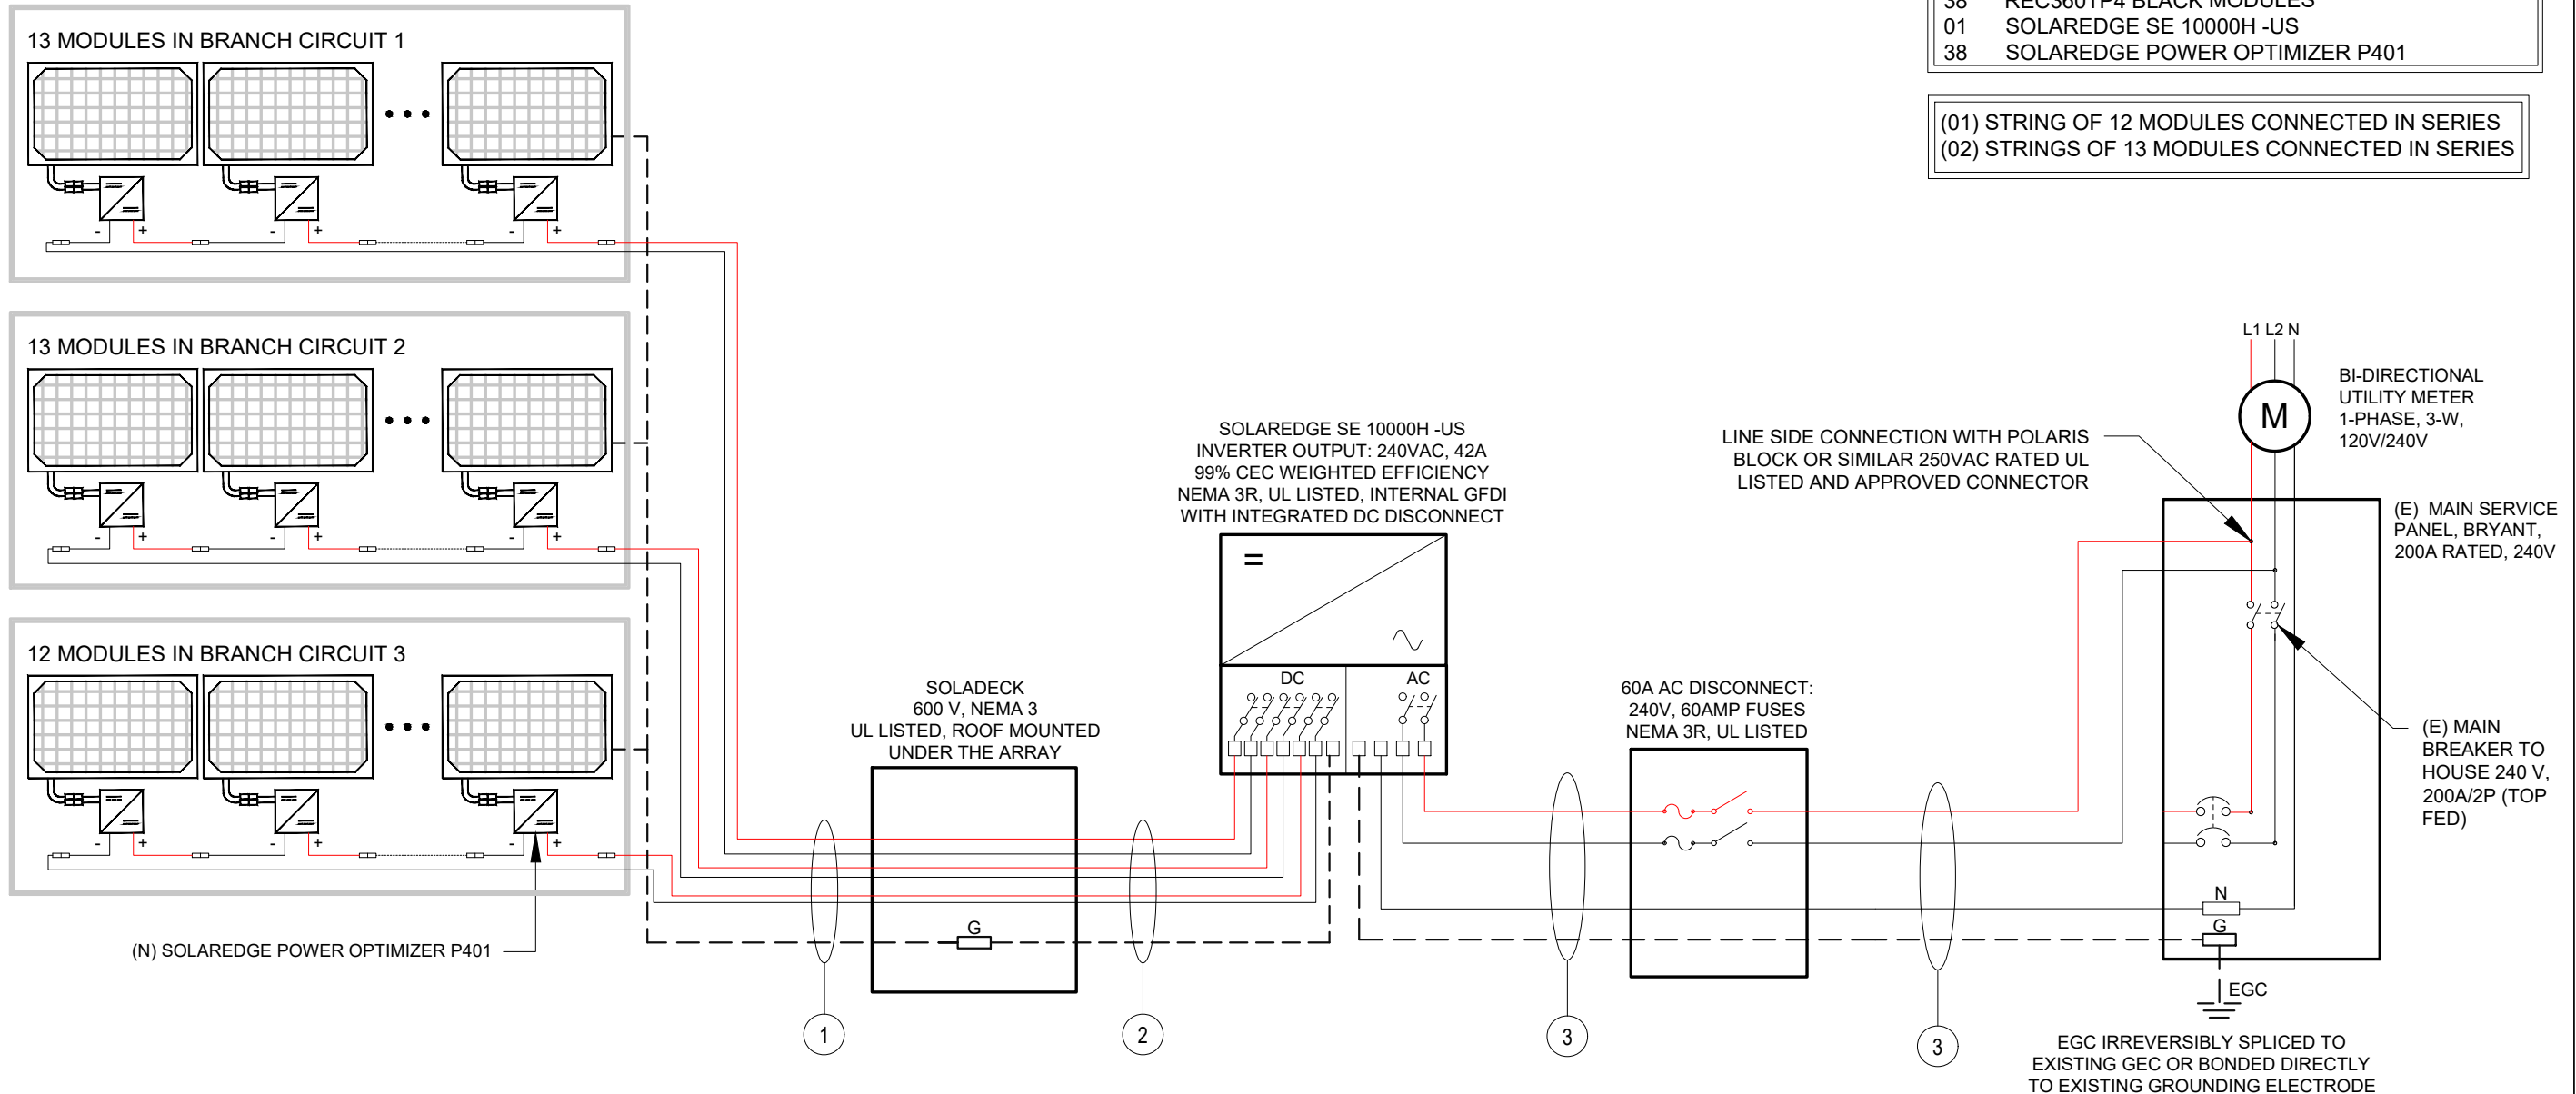 38 REC360TP4 BLACK MODULES
01 SOLAREDGE SE 10000H -US
38 SOLAREDGE POWER OPTIMIZER P401
(01) STRING OF 12 MODULES CONNECTED IN SERIES
(02) STRINGS OF 13 MODULES CONNECTED IN SERIES
13 MODULES IN BRANCH CIRCUIT 1
- +
- +
- +
13 MODULES IN BRANCH CIRCUIT 2
- +
- +
- +
12 MODULES IN BRANCH CIRCUIT 3
- +
- +
- +
(N) SOLAREDGE POWER OPTIMIZER P401
SOLADECK
600 V, NEMA 3
UL LISTED, ROOF MOUNTED
UNDER THE ARRAY
G
1
2
SOLAREDGE SE 10000H -US
INVERTER OUTPUT: 240VAC, 42A
99% CEC WEIGHTED EFFICIENCY
NEMA 3R, UL LISTED, INTERNAL GFDI
WITH INTEGRATED DC DISCONNECT
DC
AC
60A AC DISCONNECT:
240V, 60AMP FUSES
NEMA 3R, UL LISTED
3
3
LINE SIDE CONNECTION WITH POLARIS
BLOCK OR SIMILAR 250VAC RATED UL
LISTED AND APPROVED CONNECTOR
L1 L2 N
M
BI-DIRECTIONAL
UTILITY METER
1-PHASE, 3-W,
120V/240V
(E) MAIN SERVICE
PANEL, BRYANT,
200A RATED, 240V
(E) MAIN
BREAKER TO
HOUSE 240 V,
200A/2P (TOP
FED)
N
G
EGC
EGC IRREVERSIBLY SPLICED TO
EXISTING GEC OR BONDED DIRECTLY
TO EXISTING GROUNDING ELECTRODE